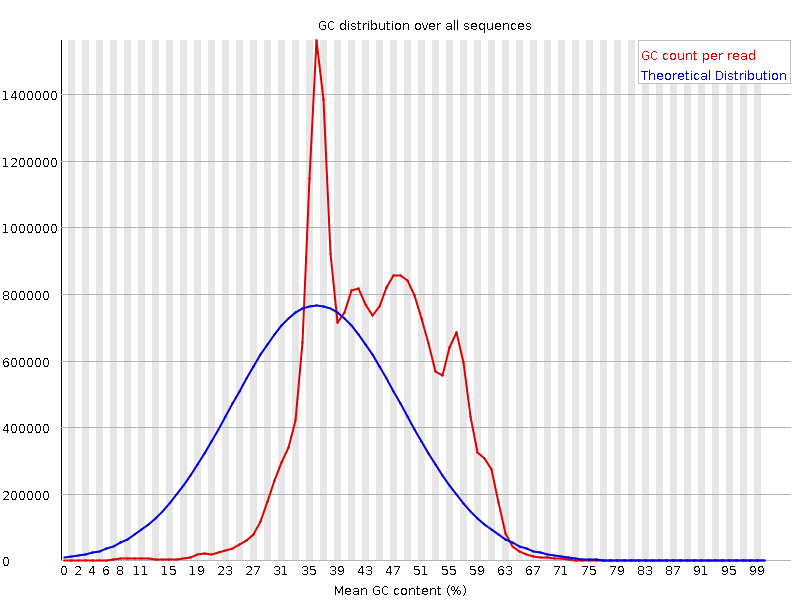 GC distribution over all sequences
GC count per read
Theoretical Distribution
1400000
1200000
1000000
800000
600000
400000
200000
0
0 2 4 6 8 11 15 19 23 27 31 35 39 43 47 51 55 59 63 67 71 75 79 83 87 91 95 99
Mean GC content (%)